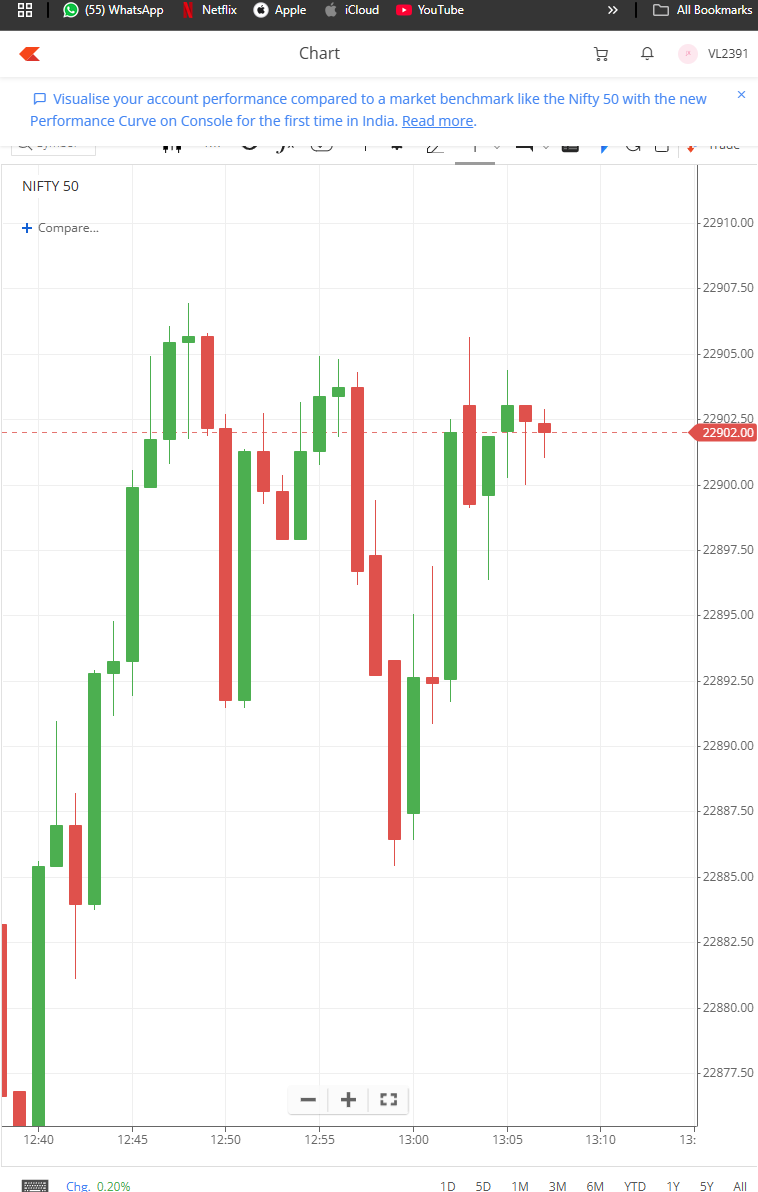 (55) WhatsApp Netflix Apple iCloud YouTube » All Bookmarks
Chart VL2391
Visualise your account performance compared to a market benchmark like the Nifty 50 with the new
Performance Curve on Console for the first time in India. Read more.
NIFTY 50
+ Compare...
22910.00
22907.50
22905.00
22902.50
22902.00
22900.00
22897.50
22895.00
22892.50
22890.00
22887.50
22885.00
22882.50
22880.00
22877.50
12:40 12:45 12:50 12:55 13:00 13:05 13:10 13:
Chg. 0.20% 1D 5D 1M 3M 6M YTD 1Y 5Y All